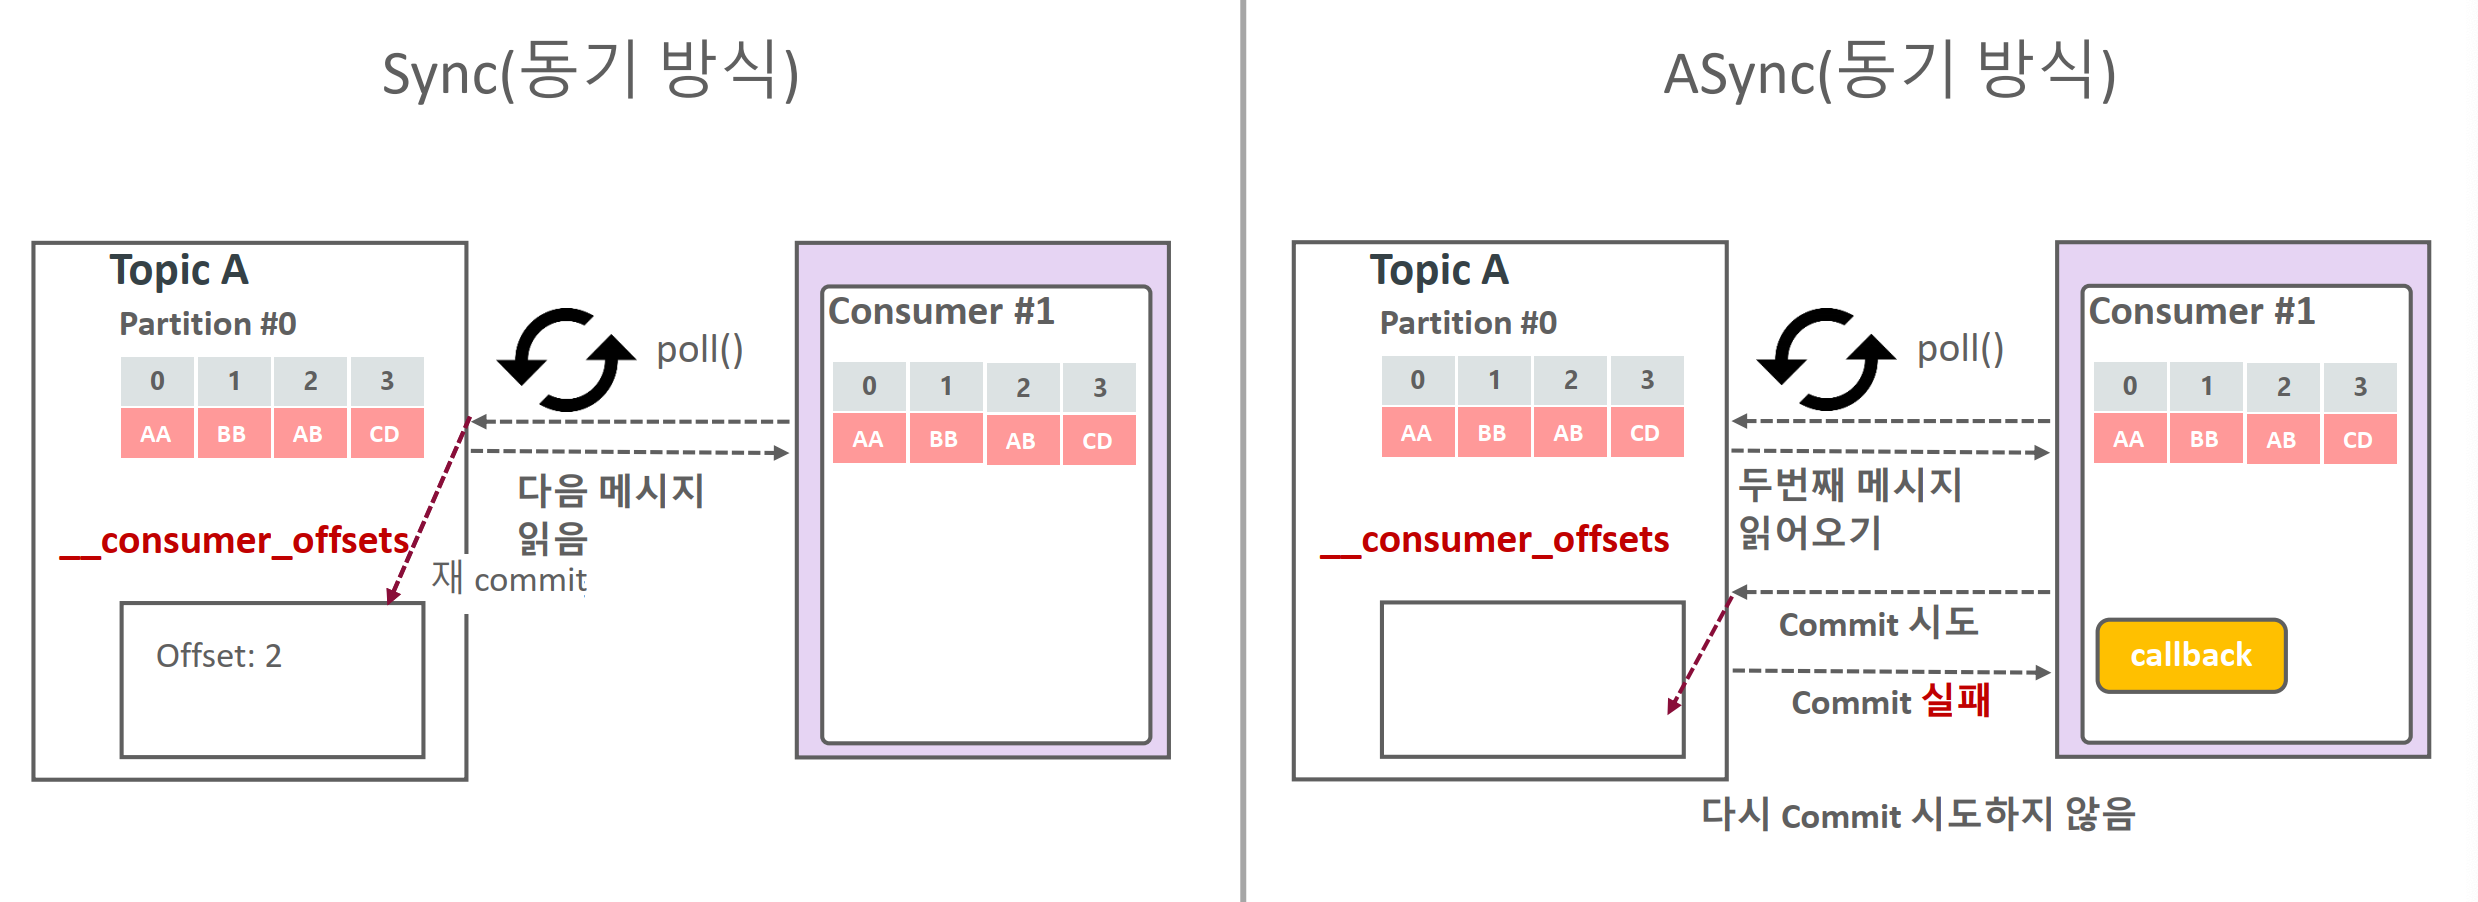 Sync(동기 방식)
Topic A
Partition #0
0 1 2 3
AA BB AB CD
__consumer_offsets
Offset: 2
poll()
다음 메시지
읽음
재 commit
Consumer #1
0 1 2 3
AA BB AB CD
ASync(동기 방식)
Topic A
Partition #0
0 1 2 3
AA BB AB CD
__consumer_offsets
poll()
두번째 메시지
읽어오기
Commit 시도
Commit 실패
Consumer #1
0 1 2 3
AA BB AB CD
callback
다시 Commit 시도하지 않음